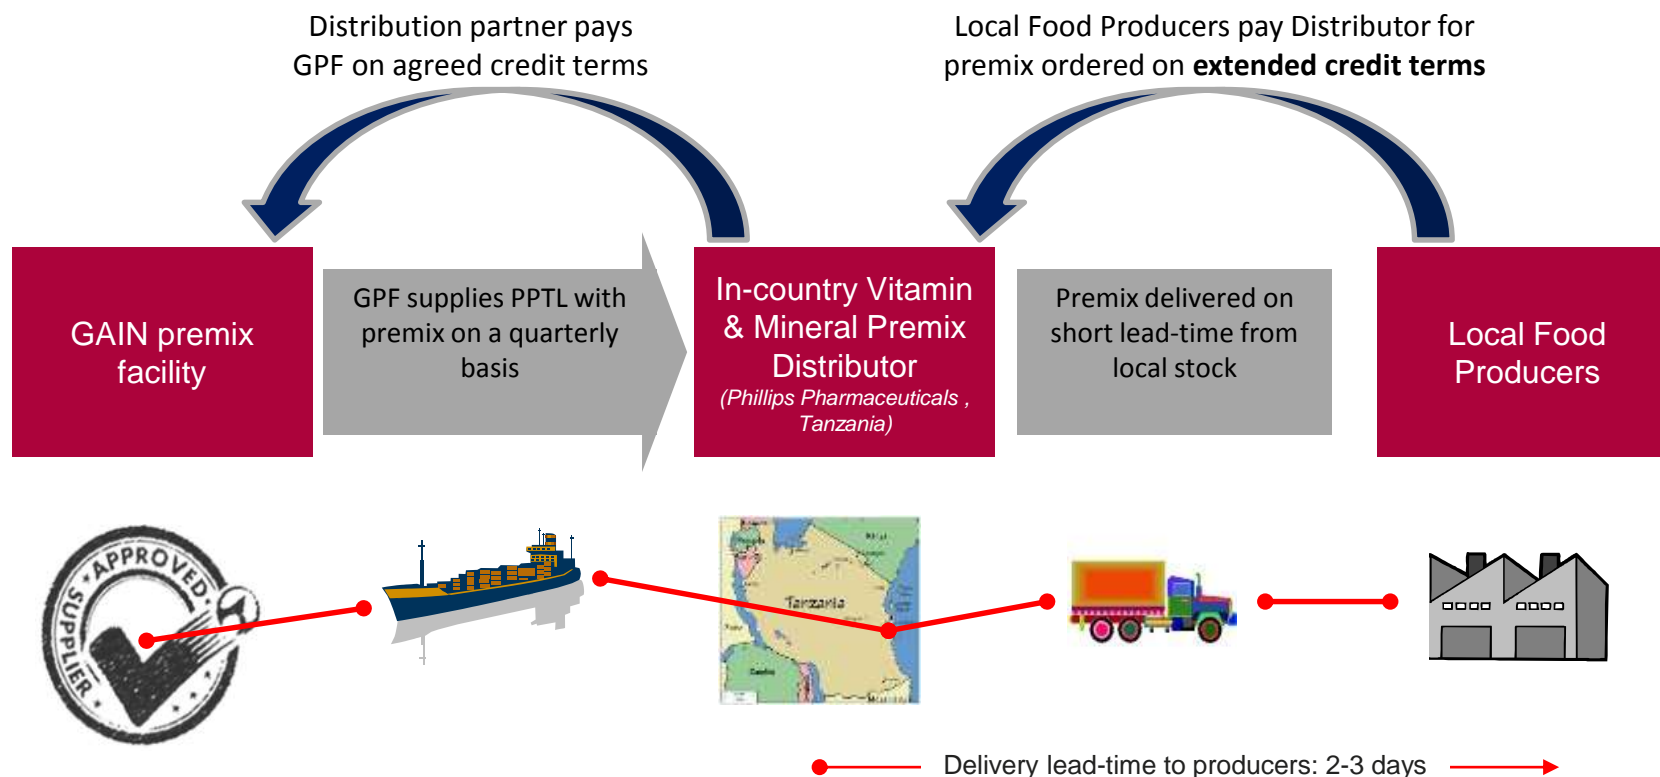 Distribution partner pays
GPF on agreed credit terms
Local Food Producers pay Distributor for
premix ordered on extended credit terms
GAIN premix
facility
GPF supplies PPTL with
premix on a quarterly
basis
In-country Vitamin
& Mineral Premix
Distributor
(Phillips Pharmaceuticals ,
Tanzania)
Premix delivered on
short lead-time from
local stock
Local Food
Producers
APPROVED
SUPPLIER
Tanzania
Delivery lead-time to producers: 2-3 days